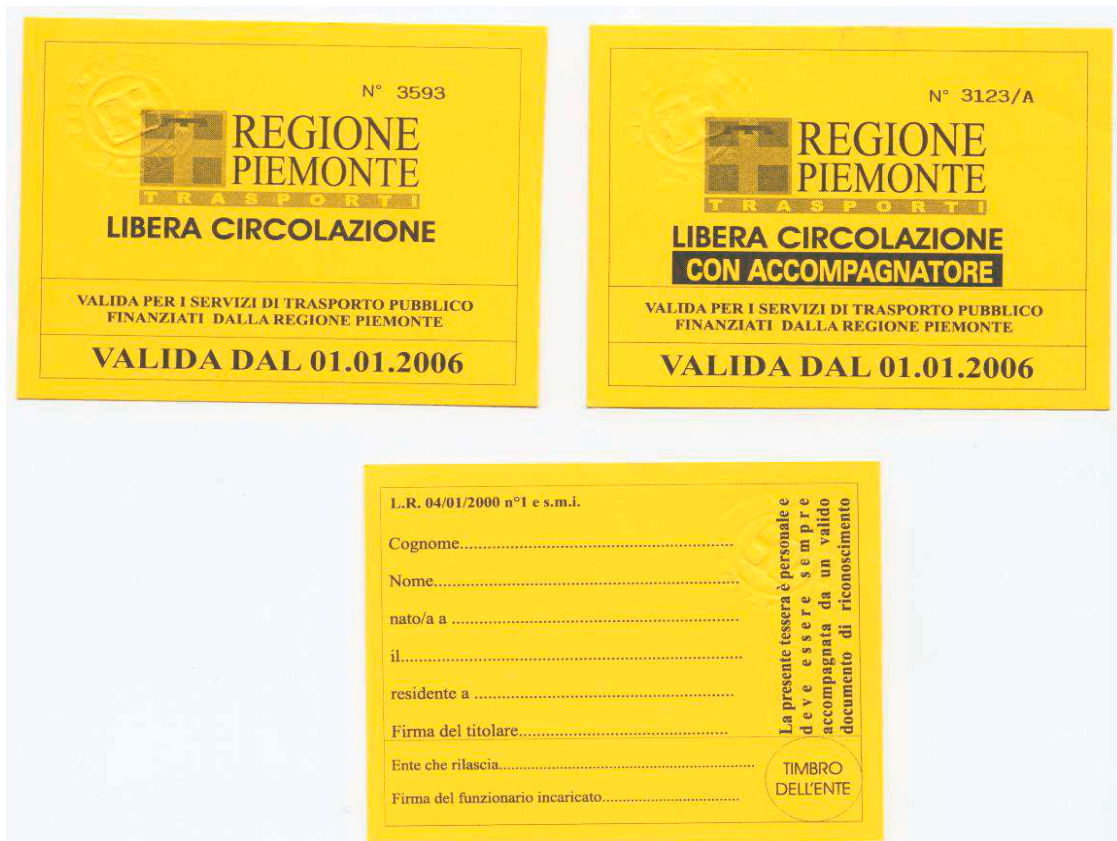 N° 3593
REGIONE
PIEMONTE
TRASPORTI
LIBERA CIRCOLAZIONE
VALIDA PER I SERVIZI DI TRASPORTO PUBBLICO
FINANZIATI DALLA REGIONE PIEMONTE
VALIDA DAL 01.01.2006
N° 3123/A
REGIONE
PIEMONTE
TRASPORTI
LIBERA CIRCOLAZIONE
CON ACCOMPAGNATORE
VALIDA PER I SERVIZI DI TRASPORTO PUBBLICO
FINANZIATI DALLA REGIONE PIEMONTE
VALIDA DAL 01.01.2006
L.R. 04/01/2000 n°1 e s.m.i.
Cognome
Nome
nato/a a
il
residente a
Firma del titolare
Ente che rilascia
Firma del funzionario incaricato
La presente tessera è personale e
deve essere sempre
accompagnata da un valido
documento di riconoscimento
TIMBRO
DELL'ENTE